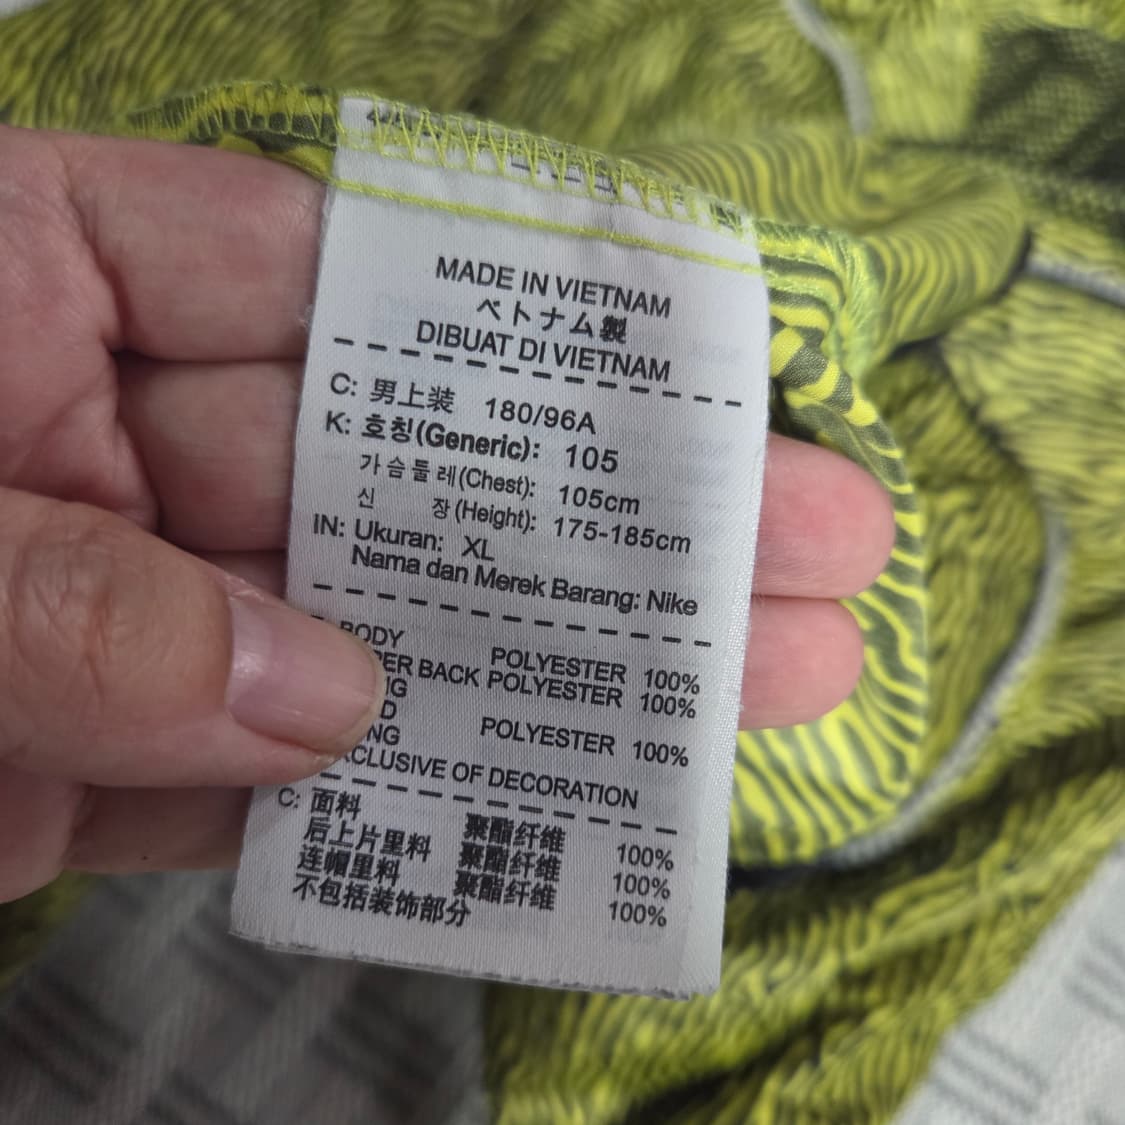 MADE IN VIETNAM
ベトナム製
DIBUAT DI VIETNAM
C: 男上装 180/96A
K: 호칭(Generic): 105
가슴둘레(Chest): 105cm
신 장(Height): 175-185cm
IN: Ukuran: XL
Nama dan Merek Barang: Nike
BODY POLYESTER 100%
BACK POLYESTER 100%
POLYESTER 100%
OF DECORATION
C: 面料 聚酯纤维 100%
后上片里料 聚酯纤维 100%
连帽里料 聚酯纤维 100%
不包括装饰部分